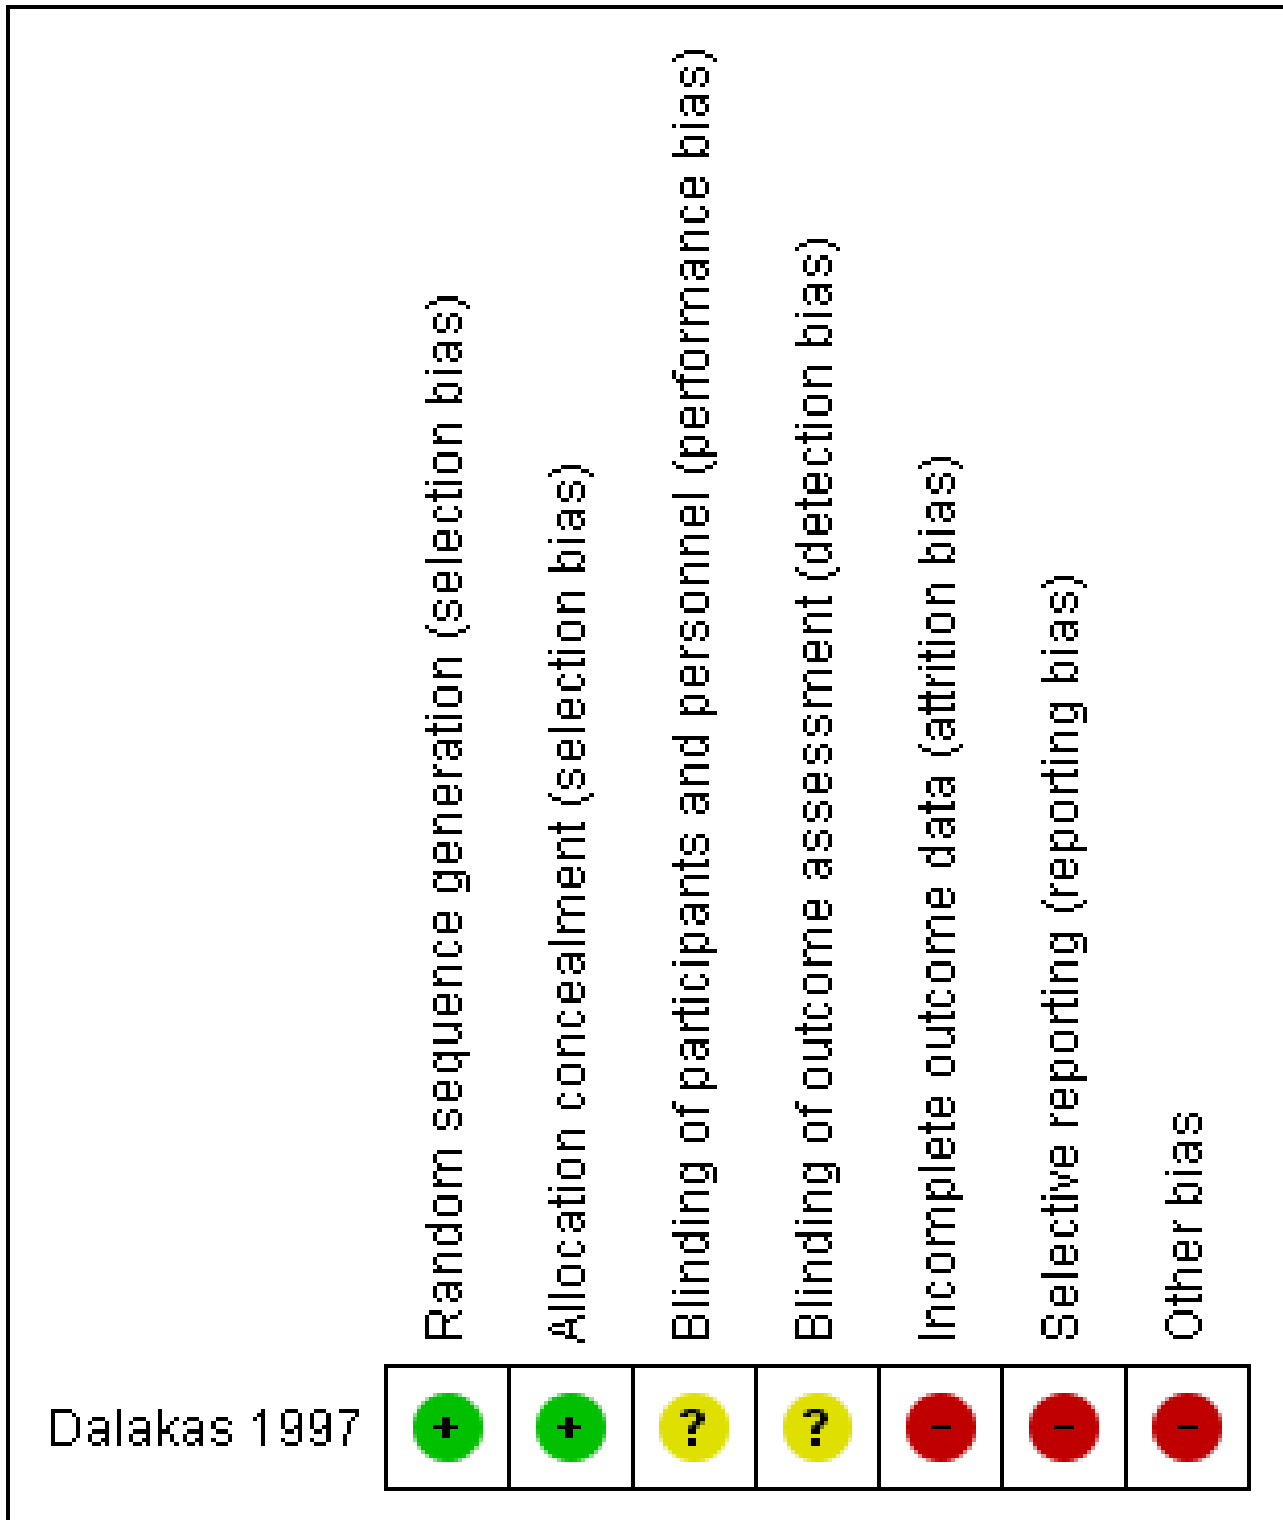 Random sequence generation (selection bias)
Allocation concealment (selection bias)
Blinding of participants and personnel (performance bias)
Blinding of outcome assessment (detection bias)
Incomplete outcome data (attrition bias)
Selective reporting (reporting bias)
Other bias
Dalakas 1997 + + ? ? - - -